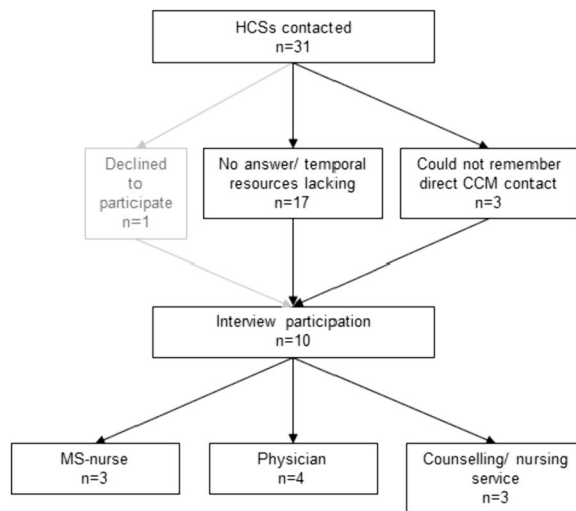 HCSs contacted
n=31
Declined
to
participate
n=1
No answer/ temporal
resources lacking
n=17
Could not remember
direct CCM contact
n=3
Interview participation
n=10
MS-nurse
n=3
Physician
n=4
Counselling/ nursing
service
n=3